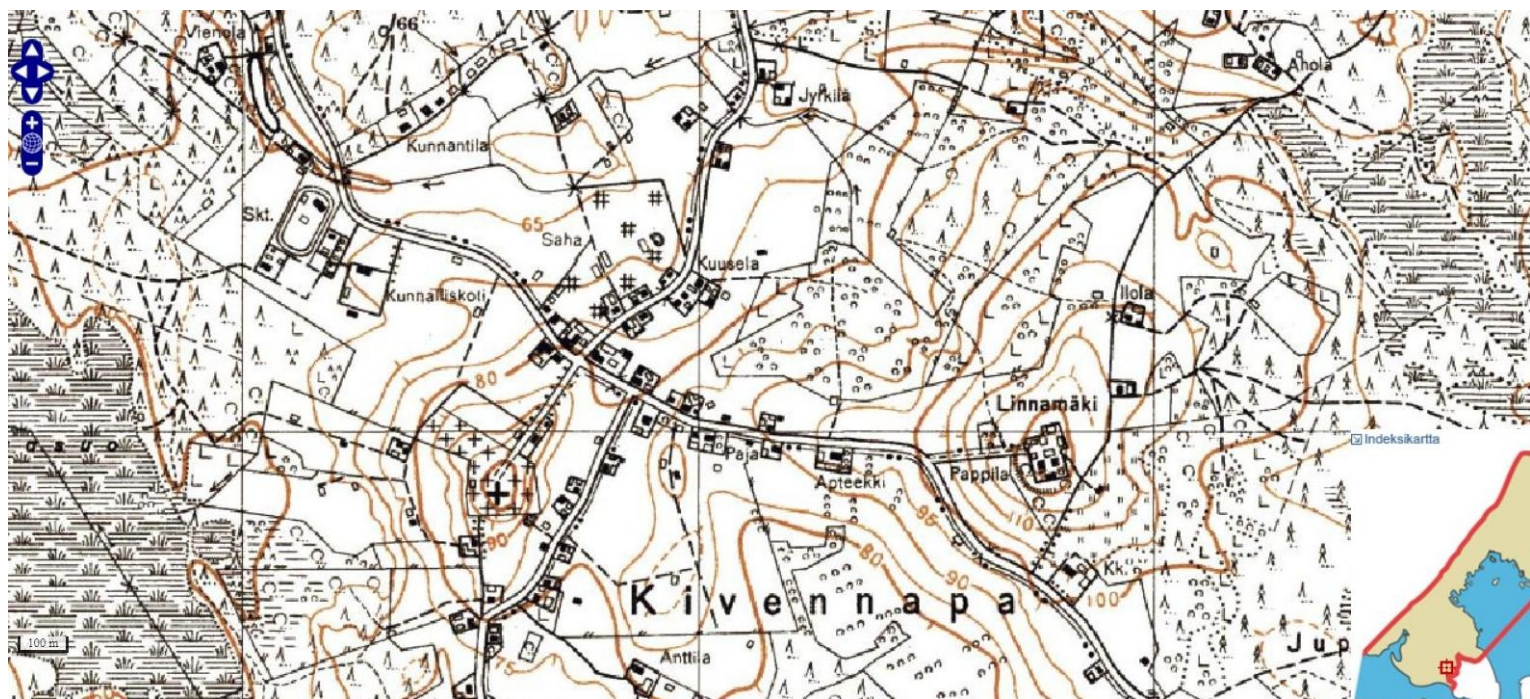 Vienola
66
Ahola
Jyrkilä
Kunnantila
Skt.
65
Saha
Kuusela
Kunnalliskoti
Ilola
80
Linnamäki
asuo
Indeksikartta
Paja
Apteekki
Pappila
95
110
90
80
90
Kk.
100
Kivennapa
100 m
75
Anttila
Jup